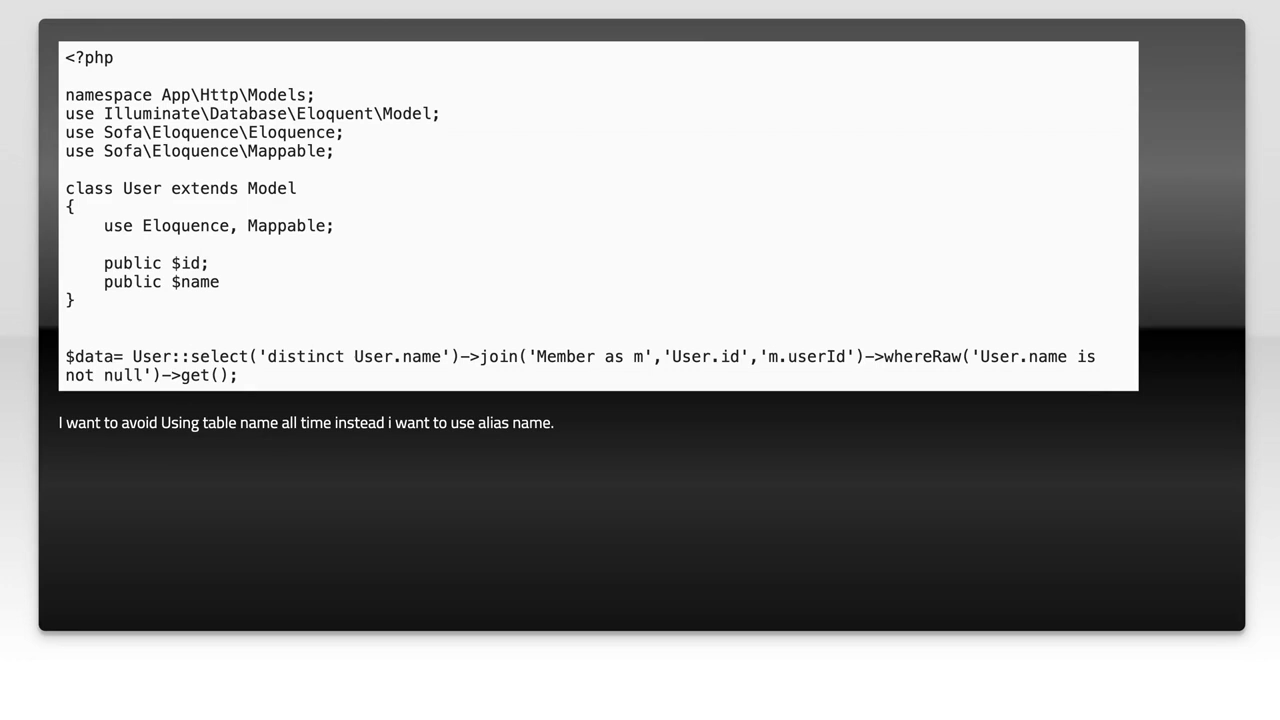 <?php

namespace App\Http\Models;
use Illuminate\Database\Eloquent\Model;
use Sofa\Eloquence\Eloquence;
use Sofa\Eloquence\Mappable;

class User extends Model
{
    use Eloquence, Mappable;

    public $id;
    public $name
}

$data= User::select('distinct User.name')->join('Member as m','User.id','m.userId')->whereRaw('User.name is
not null')->get();
I want to avoid Using table name all time instead i want to use alias name.